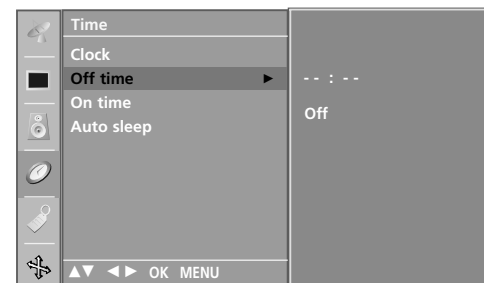 Time
Clock
Off time ►
- - : - -
On time
Off
Auto sleep
▲▼ ◄► OK MENU